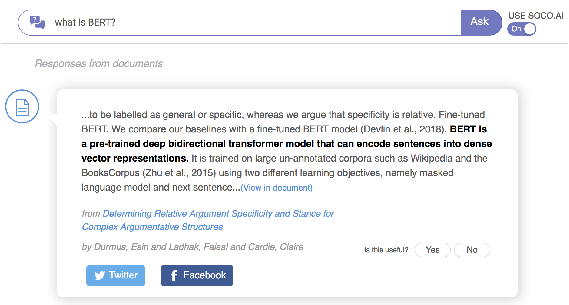 what is BERT?
Ask
USE SOCO.AI
On
Responses from documents
...to be labelled as general or specific, whereas we argue that specificity is relative. Fine-tuned
BERT. We compare our baselines with a fine-tuned BERT model (Devlin et al., 2018). BERT is
a pre-trained deep bidirectional transformer model that can encode sentences into dense
vector representations. It is trained on large un-annotated corpora such as Wikipedia and the
BooksCorpus (Zhu et al., 2015) using two different learning objectives, namely masked
language model and next sentence...(View in document)
from Determining Relative Argument Specificity and Stance for
Complex Argumentative Structures
by Durmus, Esin and Ladhak, Faisal and Cardie, Claire
Is this useful?
Yes
No
Twitter
Facebook